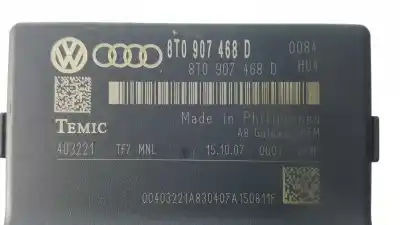 8T0 907 468 D 0084
8T0 907 468 D H04
Made in Philippines
TEMIC
403221 TF2 MNL 15.10.07
00403221A830407A150811F